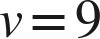 v = 9